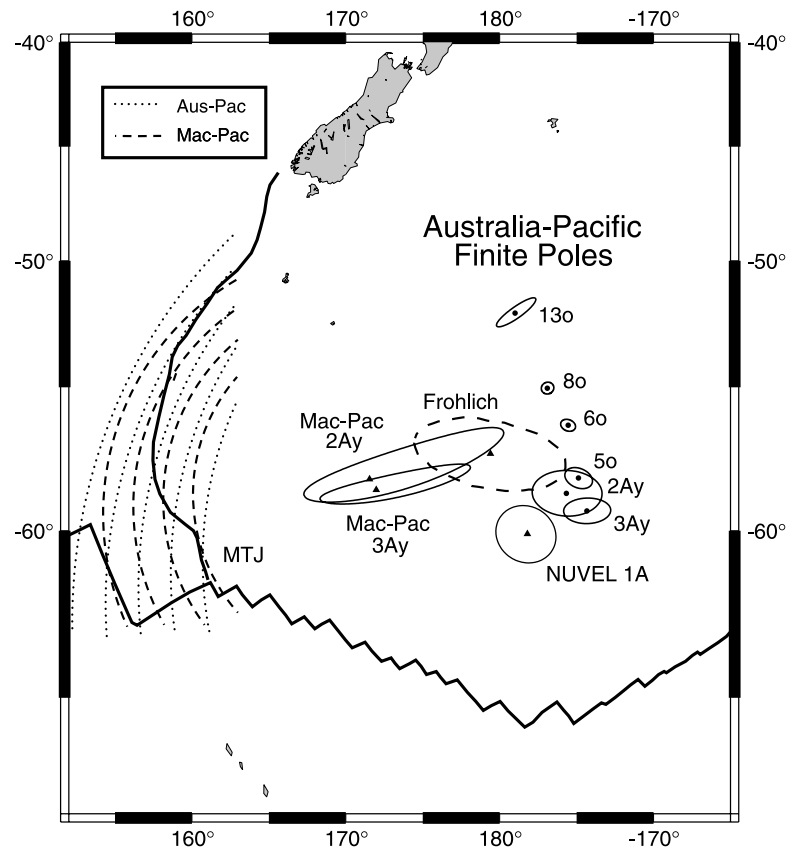 160°
170°
180°
-170°
-40°
-40°
Aus-Pac
Mac-Pac
Australia-Pacific
Finite Poles
-50°
-50°
13o
8o
Frohlich
6o
Mac-Pac
2Ay
5o
2Ay
3Ay
Mac-Pac
3Ay
-60°
-60°
MTJ
NUVEL 1A
160°
170°
180°
-170°